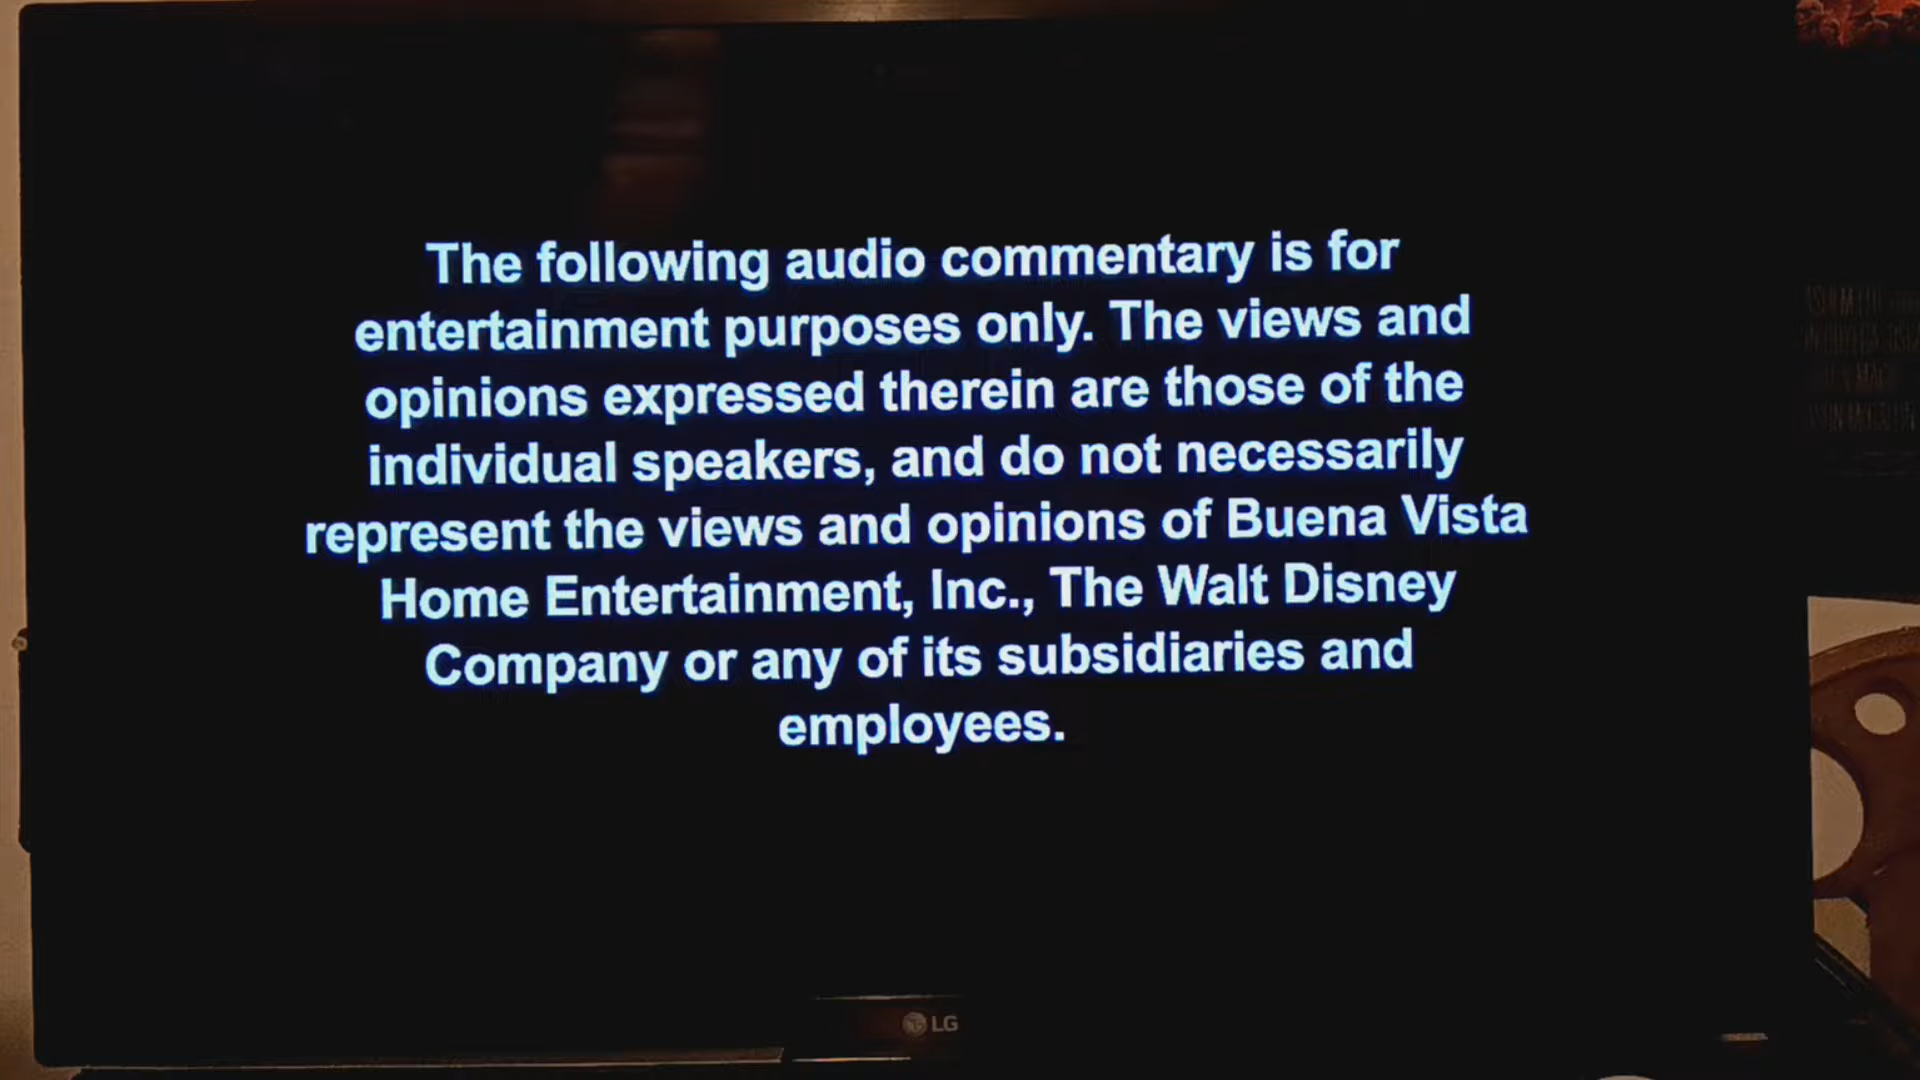 The following audio commentary is for
entertainment purposes only. The views and
opinions expressed therein are those of the
individual speakers, and do not necessarily
represent the views and opinions of Buena Vista
Home Entertainment, Inc., The Walt Disney
Company or any of its subsidiaries and
employees.
LG